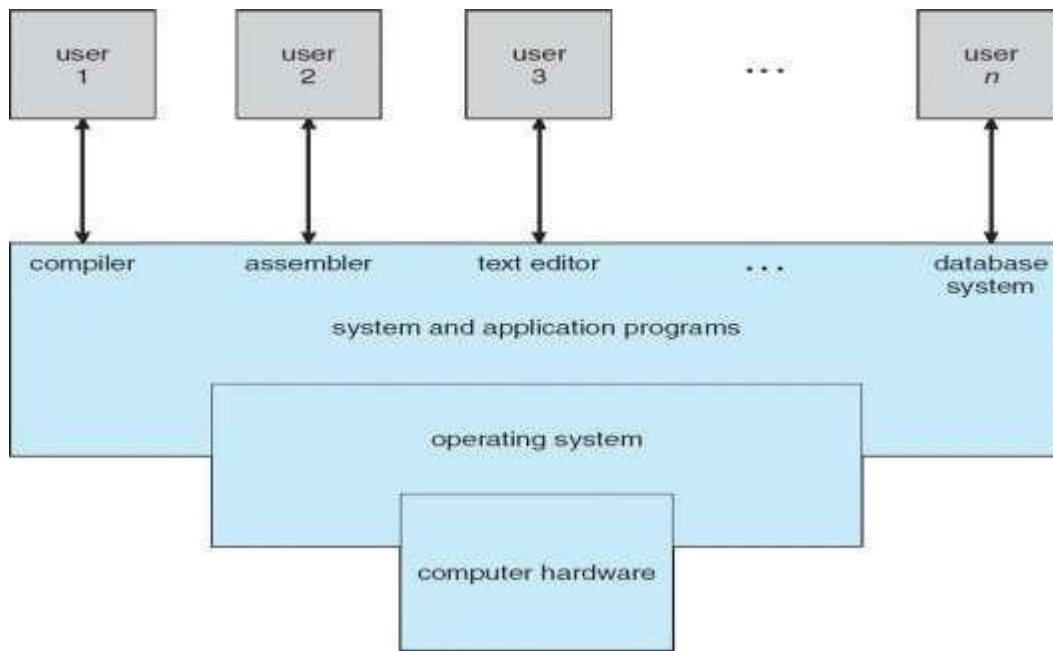 user
1
user
2
user
3
...
user
n
compiler
assembler
text editor
...
database
system
system and application programs
operating system
computer hardware